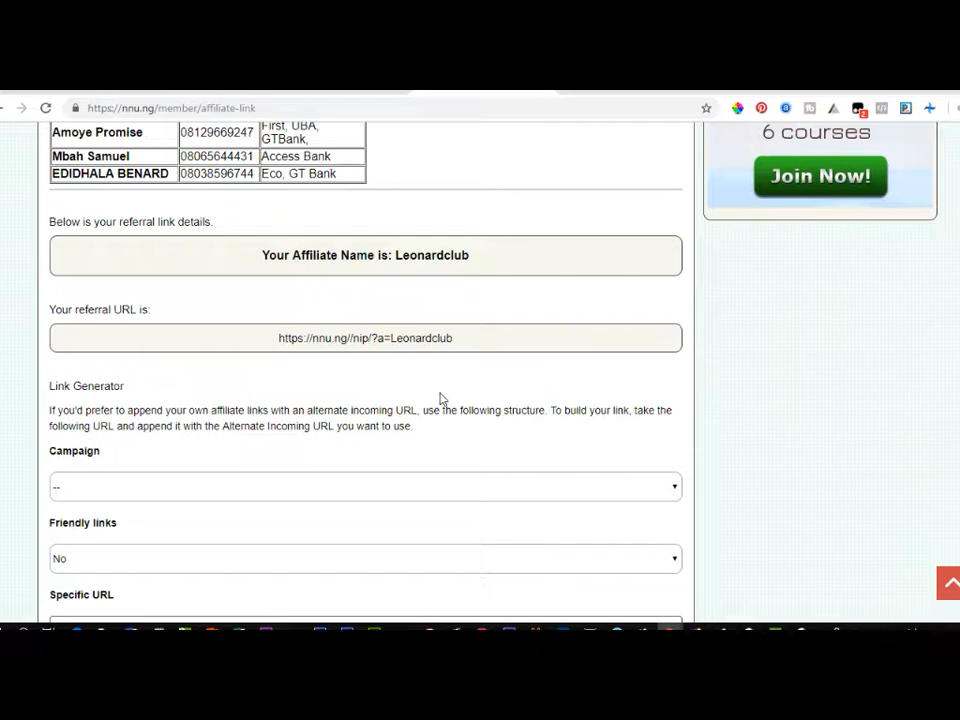 https://nnu.ng/member/affiliate-link
2
Amoye Promise 08129669247 First, UBA, GTBank,
Mbah Samuel 08065644431 Access Bank
EDIDHALA BENARD 08038596744 Eco, GT Bank
6 courses
Join Now!
Below is your referral link details.
Your Affiliate Name is: Leonardclub
Your referral URL is:
https://nnu.ng//nip/?a=Leonardclub
Link Generator
If you'd prefer to append your own affiliate links with an alternate incoming URL, use the following structure. To build your link, take the
following URL and append it with the Alternate Incoming URL you want to use.
Campaign
--
Friendly links
No
Specific URL